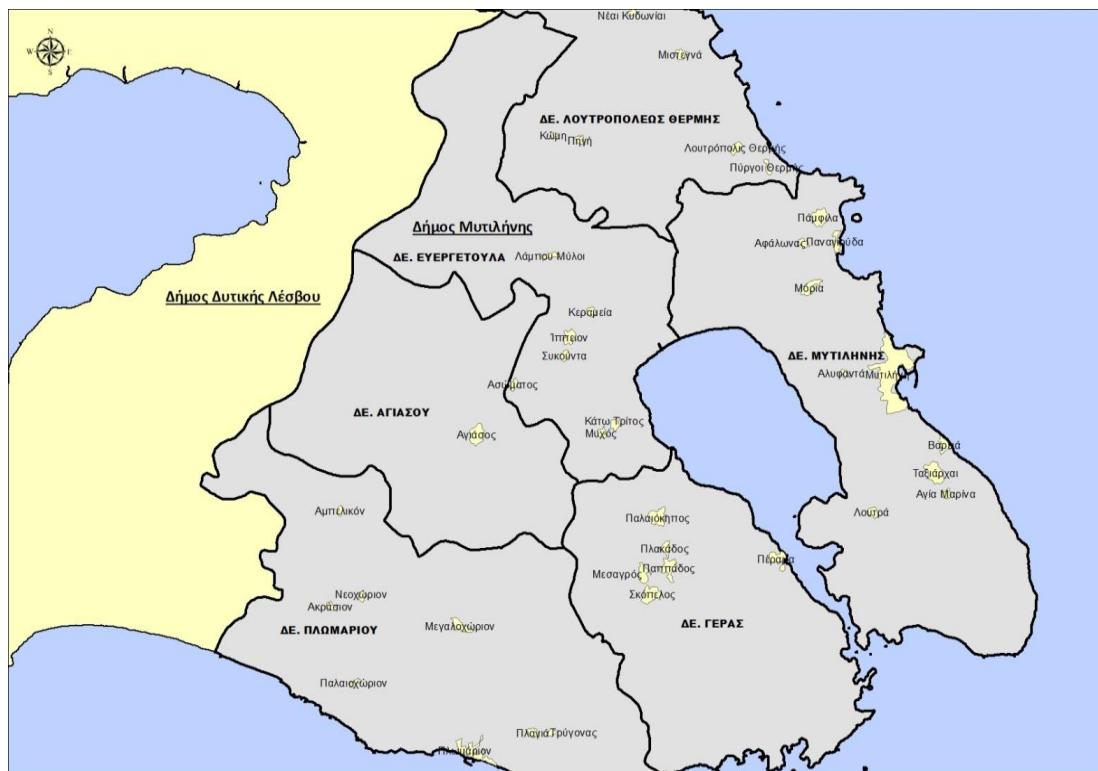 Νέαι Κυδωνίαι
N
W E
S
Μιστεγνά
ΔΕ. ΛΟΥΤΡΟΠΟΛΕΩΣ ΘΕΡΜΗΣ
Κώμη
Πηγή
Λουτρόπολις Θερμής
Πύργοι Θερμής
Πάμφιλα
Δήμος Μυτιλήνης
Αφάλωνας
Παναγιούδα
ΔΕ. ΕΥΕΡΓΕΤΟΥΛΑ
Λάμπου Μύλοι
Μόρια
Δήμος Δυτικής Λέσβου
Κεραμεία
Ίππειον
Συκούντα
ΔΕ. ΜΥΤΙΛΗΝΗΣ
Αλυφαντά
Μυτιλήνη
Ασώματος
ΔΕ. ΑΓΙΑΣΟΥ
Κάτω Τρίτος
Μυχός
Αγιάσος
Βαρειά
Ταξιάρχαι
Αγία Μαρίνα
Αμπελικόν
Λουτρά
Παλαιόκηπος
Πλακάδος
Πέραμα
Παππάδος
Μεσαγρός
Σκόπελος
Νεοχώριον
Ακράσιον
ΔΕ. ΠΛΩΜΑΡΙΟΥ
Μεγαλοχώριον
ΔΕ. ΓΕΡΑΣ
Παλαιοχώριον
Πλαγιά
Τρύγονας
Πλωμάριον